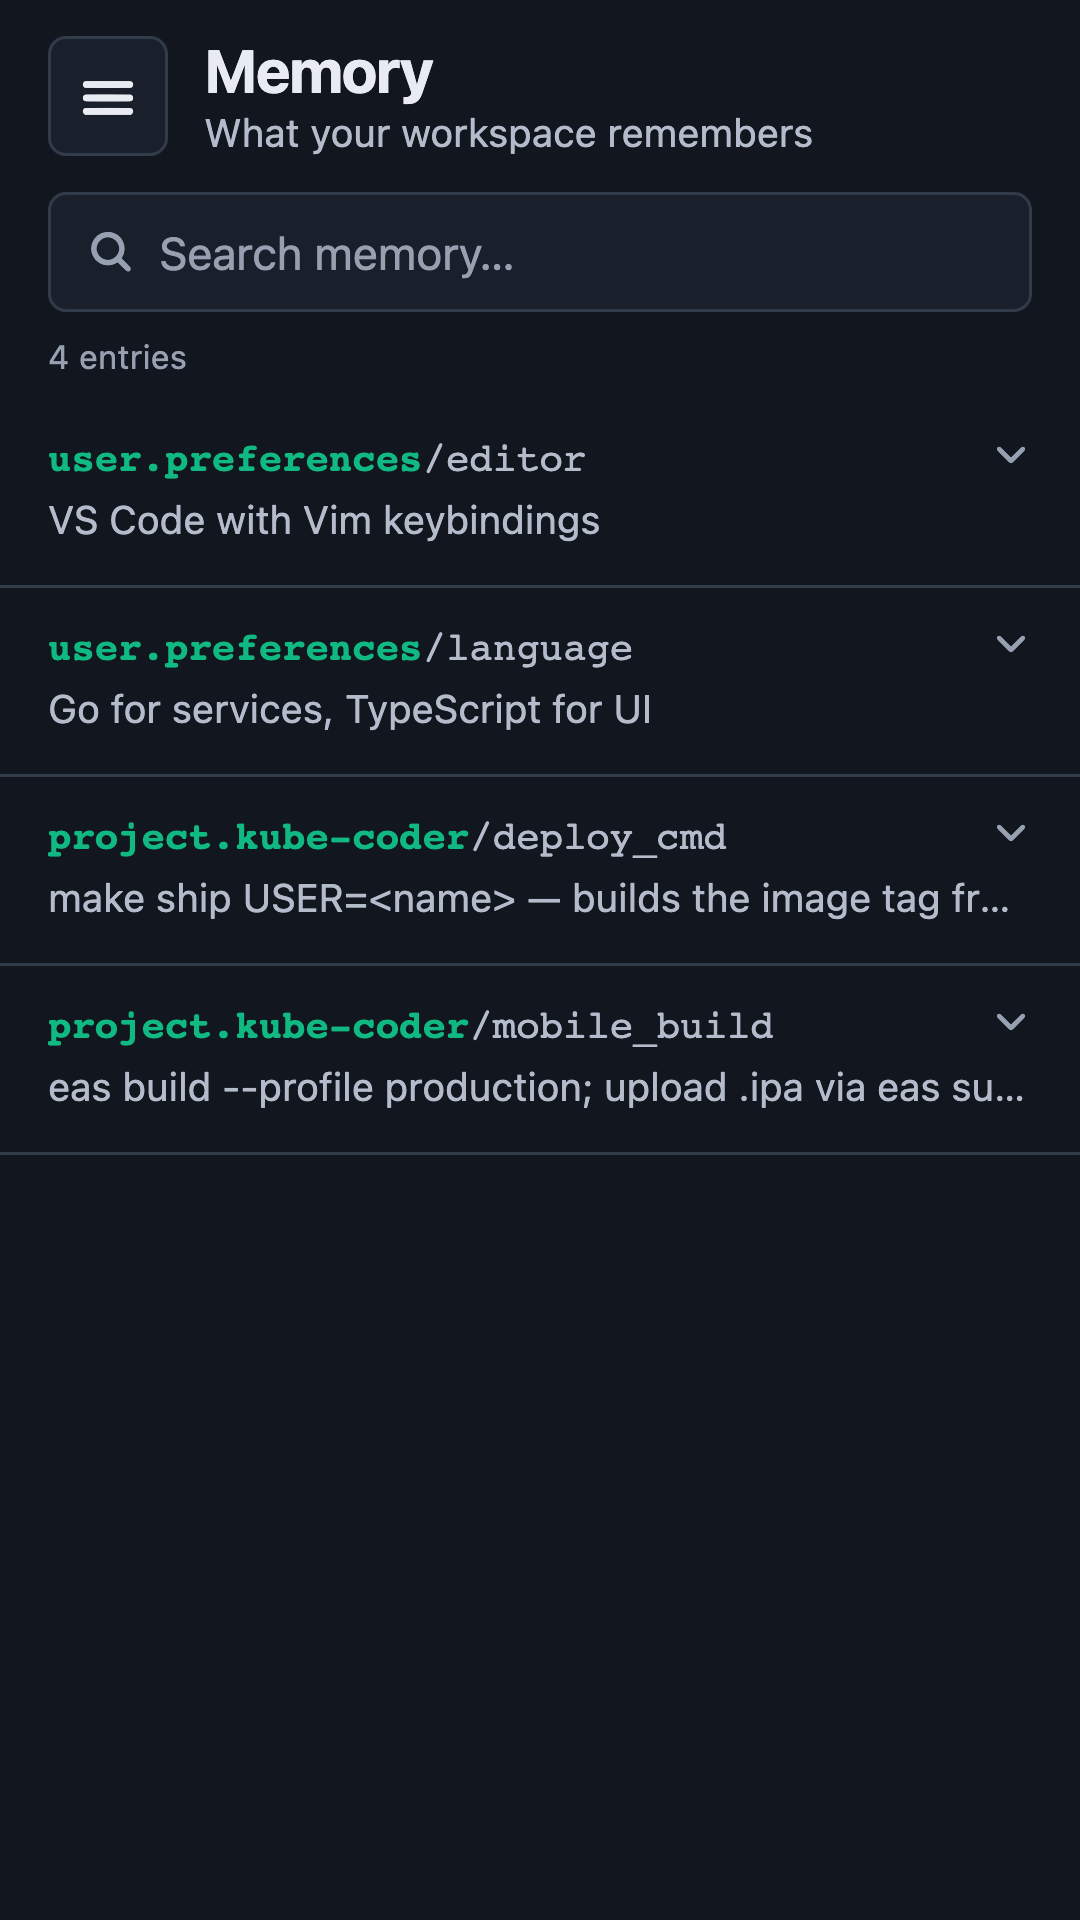 Memory
What your workspace remembers
Search memory...
4 entries
user.preferences/editor
VS Code with Vim keybindings
user.preferences/language
Go for services, TypeScript for UI
project.kube-coder/deploy_cmd
make ship USER=<name> — builds the image tag fr...
project.kube-coder/mobile_build
eas build --profile production; upload .ipa via eas su...